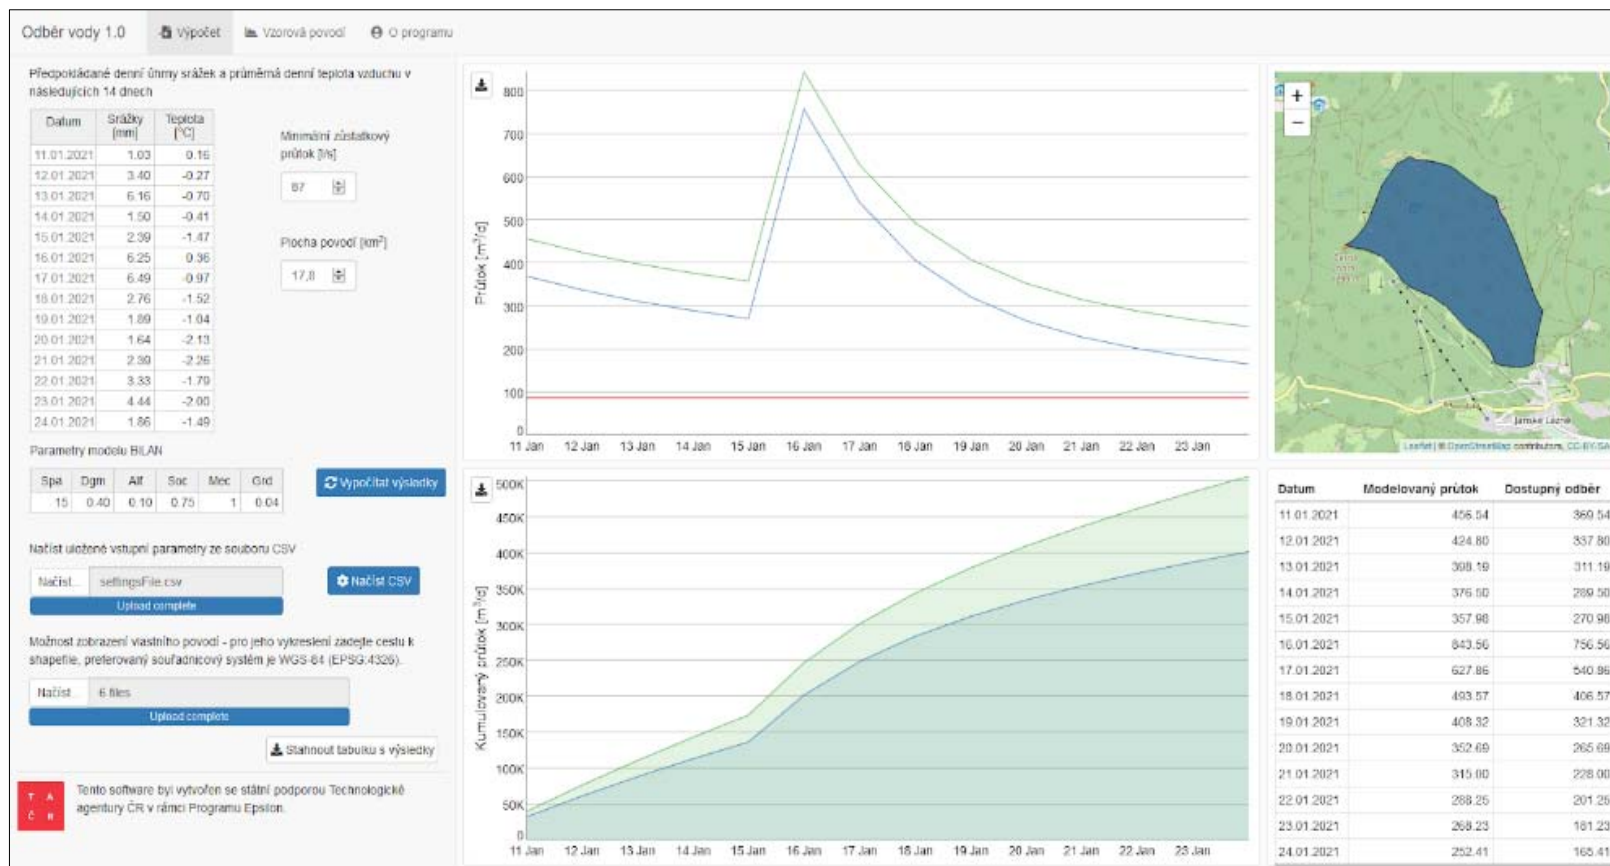 Odběr vody 1.0 Výpočet Vzorová povodí O programu
Předpokládané denní úhrny srážek a průměrná denní teplota vzduchu v
následujících 14 dnech
Datum Srážky [mm] Teplota [°C]
11.01.2021 1.03 0.16
12.01.2021 3.40 -0.27
13.01.2021 6.16 -0.70
14.01.2021 1.50 -0.41
15.01.2021 2.39 -1.47
16.01.2021 6.25 0.36
17.01.2021 6.49 -0.97
18.01.2021 2.76 -1.52
19.01.2021 1.89 -1.04
20.01.2021 1.64 -2.13
21.01.2021 2.39 -2.26
22.01.2021 3.33 -1.79
23.01.2021 4.44 -2.00
24.01.2021 1.86 -1.49
Minimální zůstatkový
průtok [l/s]
87
Plocha povodí [km²]
17,8
Parametry modelu BILAN
Spa Dgm Alf Soc Mec Grd
15 0.40 0.10 0.75 1 0.04
Vypočítat výsledky
Načíst uložené vstupní parametry ze souboru CSV
Načíst... settingsFile.csv
Upload complete
Načíst CSV
Možnost zobrazení vlastního povodí - pro jeho vykreslení zadejte cestu k
shapefile, preferovaný souřadnicový systém je WGS-84 (EPSG:4326).
Načíst... 6 files
Upload complete
Stahnout tabulku s výsledky
T A
Č R
Tento software byl vytvořen se státní podporou Technologické
agentury ČR v rámci Programu Epsilon.
Průtok [m³/d]
800
700
600
500
400
300
200
100
0
11 Jan 12 Jan 13 Jan 14 Jan 15 Jan 16 Jan 17 Jan 18 Jan 19 Jan 20 Jan 21 Jan 22 Jan 23 Jan
Kumulovaný průtok [m³/d]
500K
450K
400K
350K
300K
250K
200K
150K
100K
50K
0
11 Jan 12 Jan 13 Jan 14 Jan 15 Jan 16 Jan 17 Jan 18 Jan 19 Jan 20 Jan 21 Jan 22 Jan 23 Jan
+
−
Janské Lázně
Leaflet | © OpenStreetMap contributors, CC-BY-SA
Datum Modelovaný průtok Dostupný odběr
11.01.2021 456.54 369.54
12.01.2021 424.80 337.80
13.01.2021 398.19 311.19
14.01.2021 376.50 289.50
15.01.2021 357.98 270.98
16.01.2021 843.56 756.56
17.01.2021 627.86 540.86
18.01.2021 493.57 406.57
19.01.2021 408.32 321.32
20.01.2021 352.69 265.69
21.01.2021 315.00 228.00
22.01.2021 288.25 201.25
23.01.2021 268.23 181.23
24.01.2021 252.41 165.41